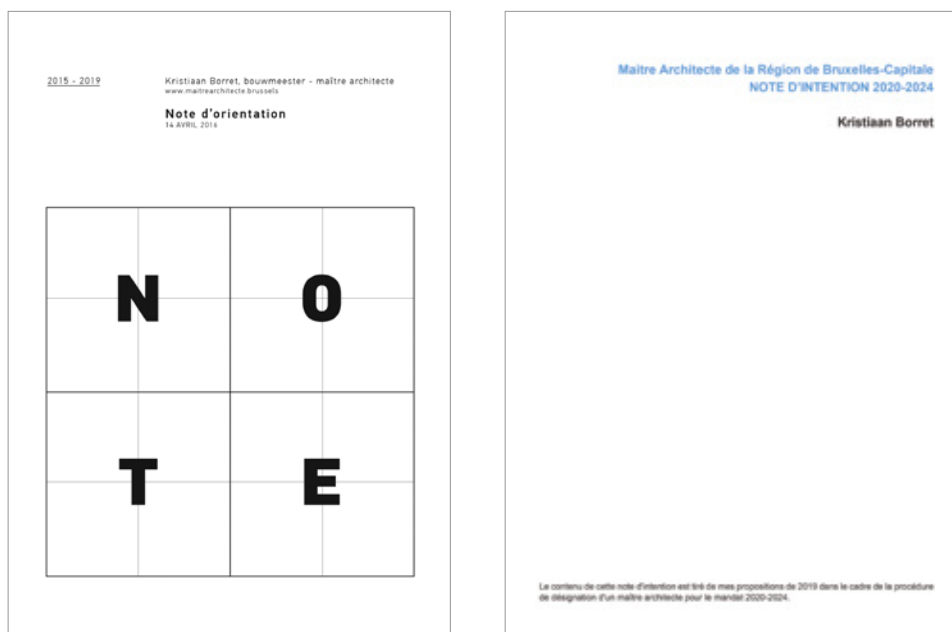 2015 - 2019
Kristiaan Borret, bouwmeester - maître architecte
www.maitrearchitecte.brussels
Note d'orientation
14 AVRIL 2016
N O
T E
Maitre Architecte de la Région de Bruxelles-Capitale
NOTE D'INTENTION 2020-2024
Kristiaan Borret
Le contenu de cette note d'intention est tiré de mes propositions de 2019 dans le cadre de la procédure
de désignation d'un maître architecte pour le mandat 2020-2024.